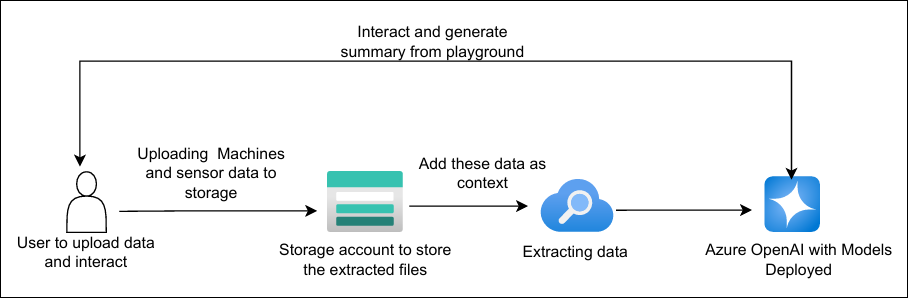 Interact and generate
summary from playground
Uploading  Machines
and sensor data to
storage
Add these data as
context
User to upload data
and interact
Storage account to store
the extracted files
Extracting data
Azure OpenAI with Models
Deployed